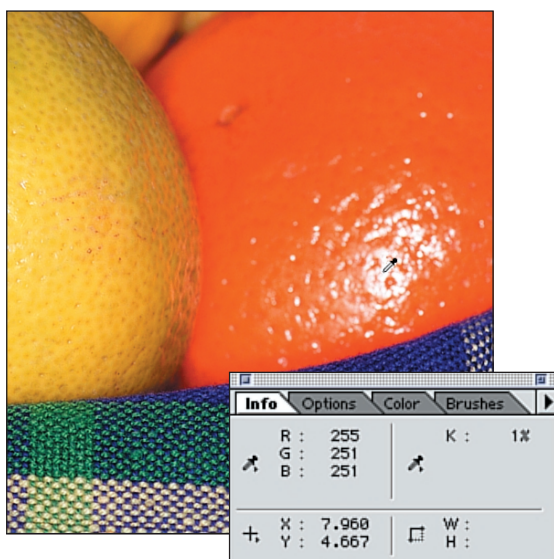 Info Options Color Brushes
R : 255 K : 1%
G : 251
B : 251
X : 7.960 W :
Y : 4.667 H :